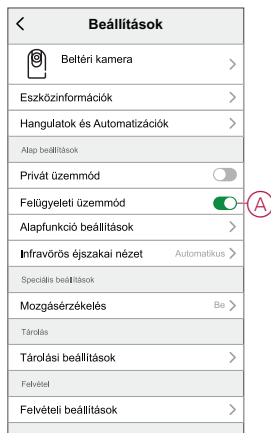 Beállítások
Beltéri kamera
Eszközinformációk
Hangulatok és Automatizációk
Alap beállítások
Privát üzemmód
Felügyeleti üzemmód
A
Alapfunkció beállítások
Infravörös éjszakai nézet Automatikus
Speciális beállítások
Mozgásérzékelés Be
Tárolás
Tárolási beállítások
Felvétel
Felvételi beállítások